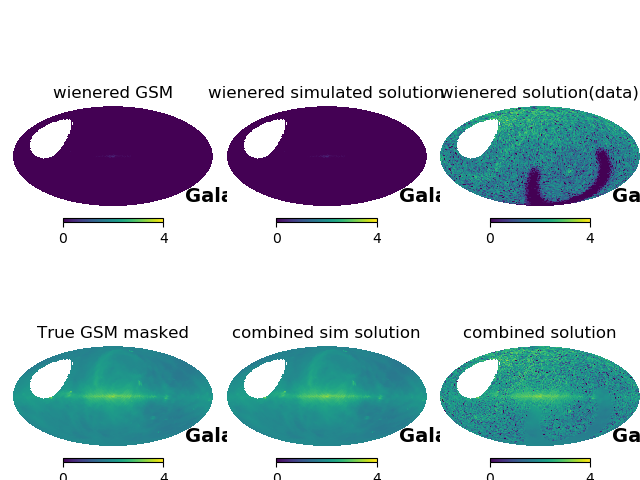 wienered GSM
wienered simulated solution
wienered solution(data)
Gala
Gala
Ga
0 4
0 4
0 4
True GSM masked
combined sim solution
combined solution
Gala
Gala
Ga
0 4
0 4
0 4